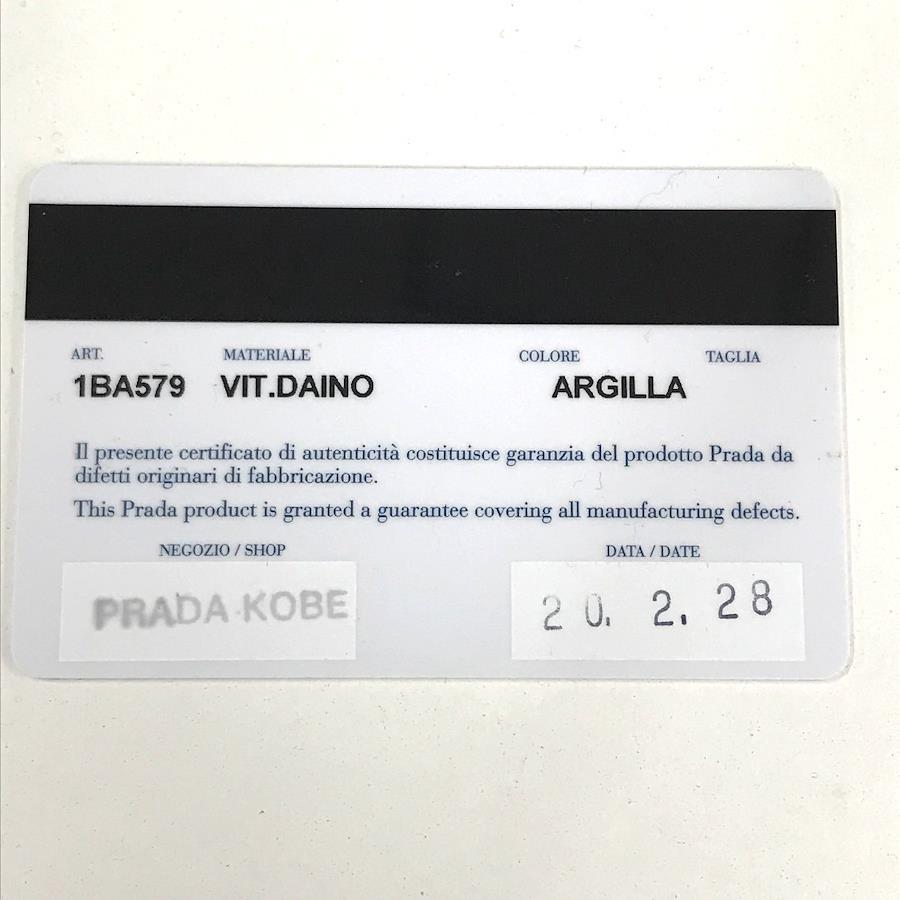 ART. MATERIALE COLORE TAGLIA
1BA579 VIT.DAINO ARGILLA
Il presente certificato di autenticità costituisce garanzia del prodotto Prada da
difetti originari di fabbricazione.
This Prada product is granted a guarantee covering all manufacturing defects.
NEGOZIO / SHOP DATA / DATE
PRADA KOBE 20. 2. 28